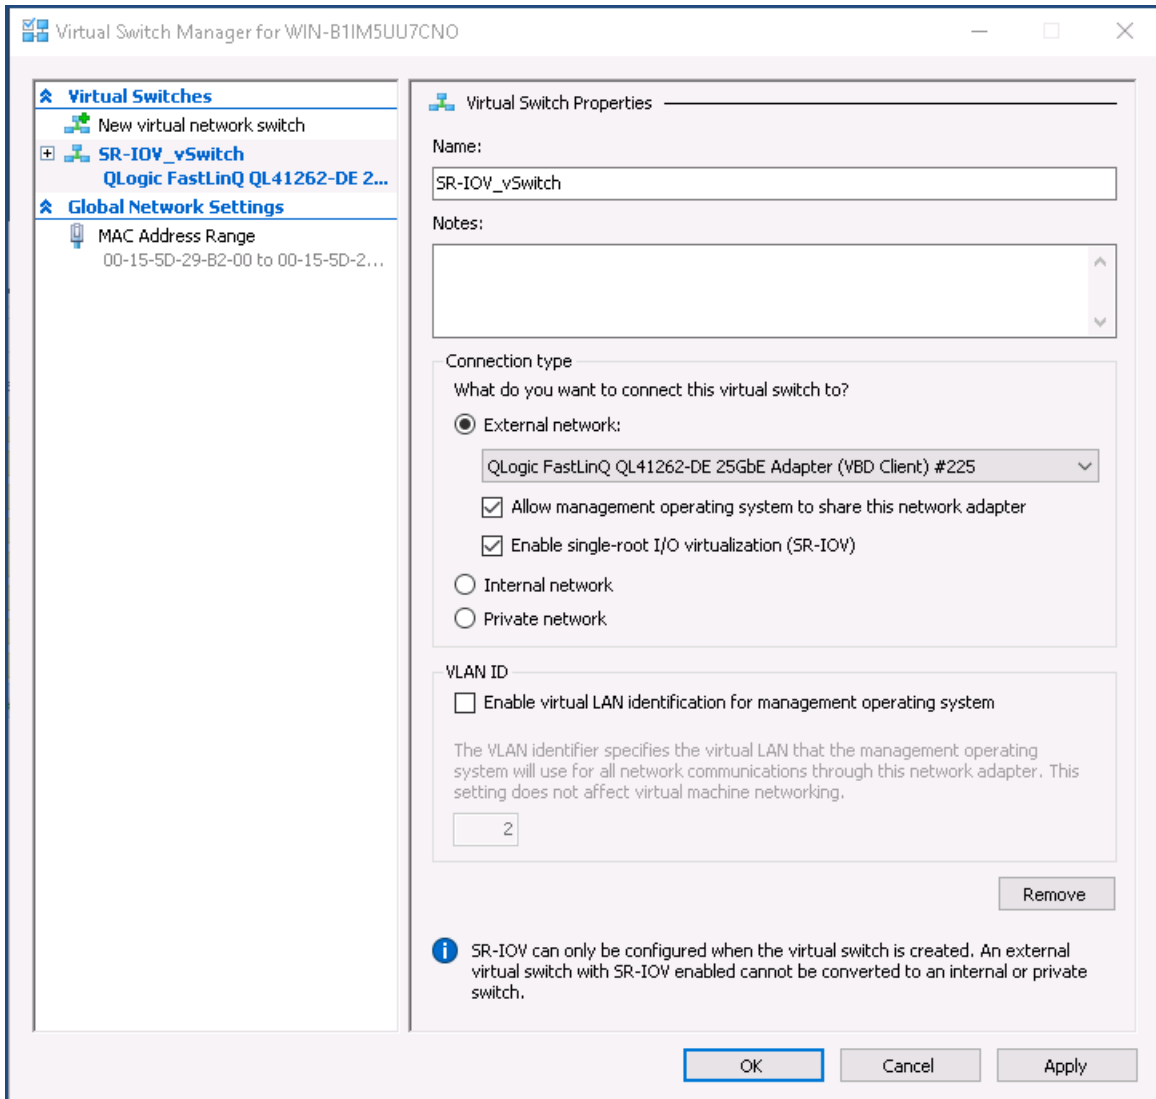 Virtual Switch Manager for WIN-B1IM5UU7CNO
Virtual Switches
New virtual network switch
SR-IOV_vSwitch
QLogic FastLinQ QL41262-DE 2...
Global Network Settings
MAC Address Range
00-15-5D-29-B2-00 to 00-15-5D-2...
Virtual Switch Properties
Name:
SR-IOV_vSwitch
Notes:
Connection type
What do you want to connect this virtual switch to?
External network:
QLogic FastLinQ QL41262-DE 25GbE Adapter (VBD Client) #225
Allow management operating system to share this network adapter
Enable single-root I/O virtualization (SR-IOV)
Internal network
Private network
VLAN ID
Enable virtual LAN identification for management operating system
The VLAN identifier specifies the virtual LAN that the management operating
system will use for all network communications through this network adapter. This
setting does not affect virtual machine networking.
2
Remove
SR-IOV can only be configured when the virtual switch is created. An external
virtual switch with SR-IOV enabled cannot be converted to an internal or private
switch.
OK
Cancel
Apply